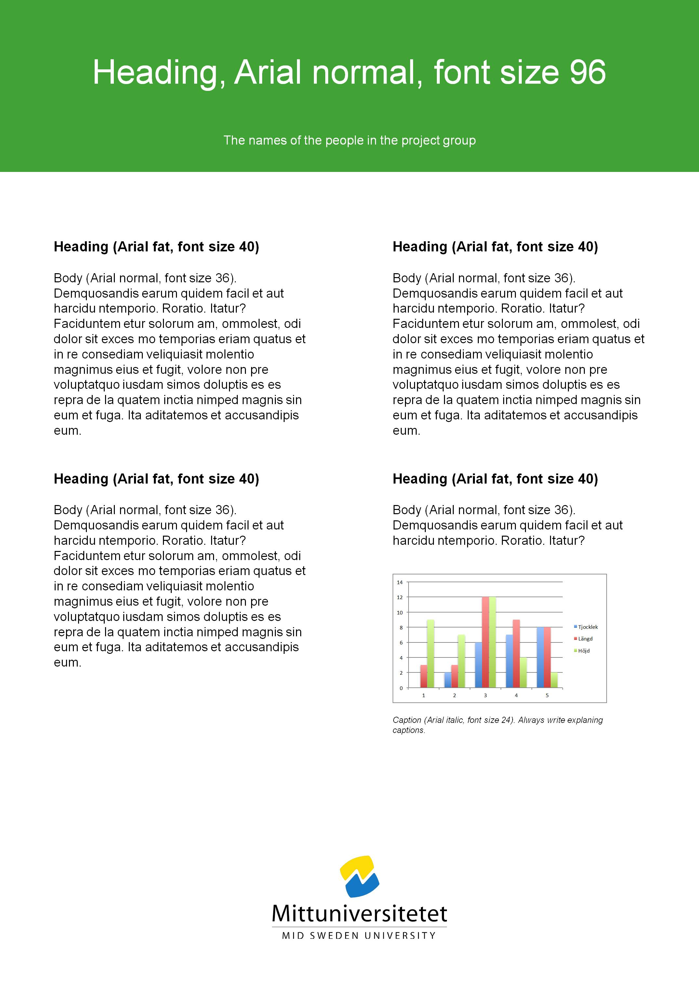 Heading, Arial normal, font size 96
The names of the people in the project group
Heading (Arial fat, font size 40)
Body (Arial normal, font size 36).
Demquosandis earum quidem facil et aut
harcidu ntemporio. Roratio. Itatur?
Faciduntem etur solorum am, ommolest, odi
dolor sit exces mo temporias eriam quatus et
in re consediam veliquiasit molentio
magnimus eius et fugit, volore non pre
voluptatquo iusdam simos doluptis es es
repra de la quatem inctia nimped magnis sin
eum et fuga. Ita aditatemos et accusandipis
eum.
Heading (Arial fat, font size 40)
Body (Arial normal, font size 36).
Demquosandis earum quidem facil et aut
harcidu ntemporio. Roratio. Itatur?
Faciduntem etur solorum am, ommolest, odi
dolor sit exces mo temporias eriam quatus et
in re consediam veliquiasit molentio
magnimus eius et fugit, volore non pre
voluptatquo iusdam simos doluptis es es
repra de la quatem inctia nimped magnis sin
eum et fuga. Ita aditatemos et accusandipis
eum.
Heading (Arial fat, font size 40)
Body (Arial normal, font size 36).
Demquosandis earum quidem facil et aut
harcidu ntemporio. Roratio. Itatur?
Faciduntem etur solorum am, ommolest, odi
dolor sit exces mo temporias eriam quatus et
in re consediam veliquiasit molentio
magnimus eius et fugit, volore non pre
voluptatquo iusdam simos doluptis es es
repra de la quatem inctia nimped magnis sin
eum et fuga. Ita aditatemos et accusandipis
eum.
Heading (Arial fat, font size 40)
Body (Arial normal, font size 36).
Demquosandis earum quidem facil et aut
harcidu ntemporio. Roratio. Itatur?
14
12
10
8
6
4
2
0
1 2 3 4 5
Tjocklek
Längd
Höjd
Caption (Arial italic, font size 24). Always write explaning
captions.
Mittuniversitetet
MID SWEDEN UNIVERSITY